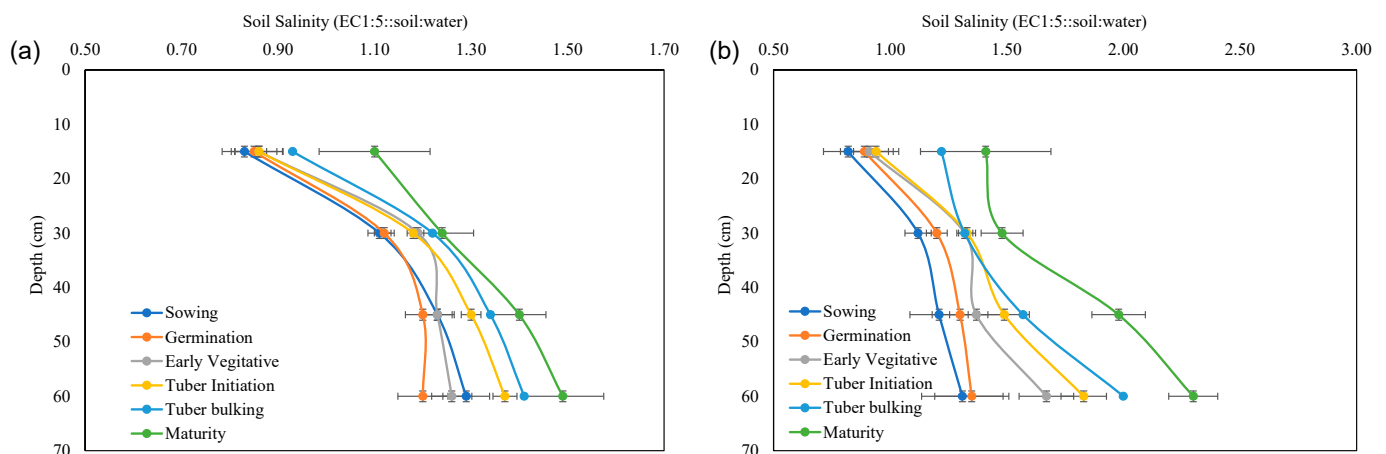 Soil Salinity (EC1:5::soil:water)
(a)
0.50 0.70 0.90 1.10 1.30 1.50 1.70
0
10
20
30
40
50
60
70
Depth (cm)
Sowing
Germination
Early Vegitative
Tuber Initiation
Tuber bulking
Maturity
Soil Salinity (EC1:5::soil:water)
(b)
0.50 1.00 1.50 2.00 2.50 3.00
0
10
20
30
40
50
60
70
Depth (cm)
Sowing
Germination
Early Vegitative
Tuber Initiation
Tuber bulking
Maturity